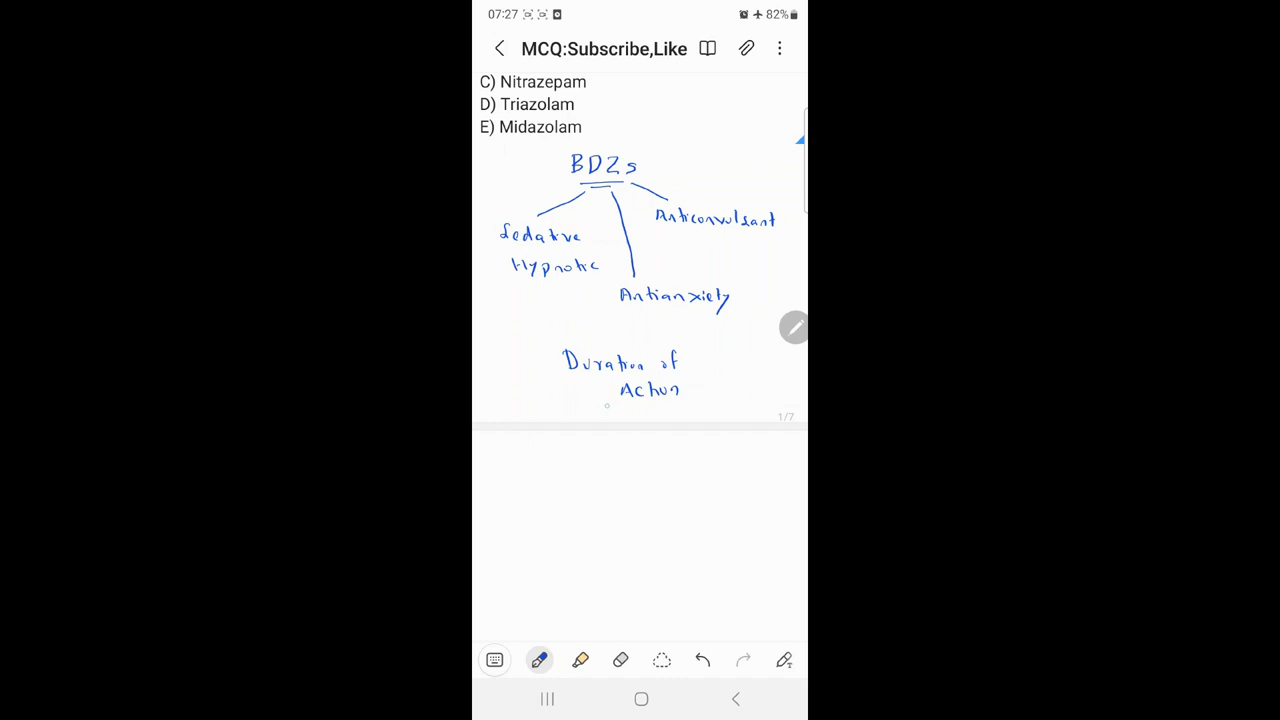 07:27 82%
MCQ:Subscribe,Like
C) Nitrazepam
D) Triazolam
E) Midazolam
BDZs
Anticonvulsant
Sedative
Hypnotic
Antianxiety
Duration of
Action
1/7